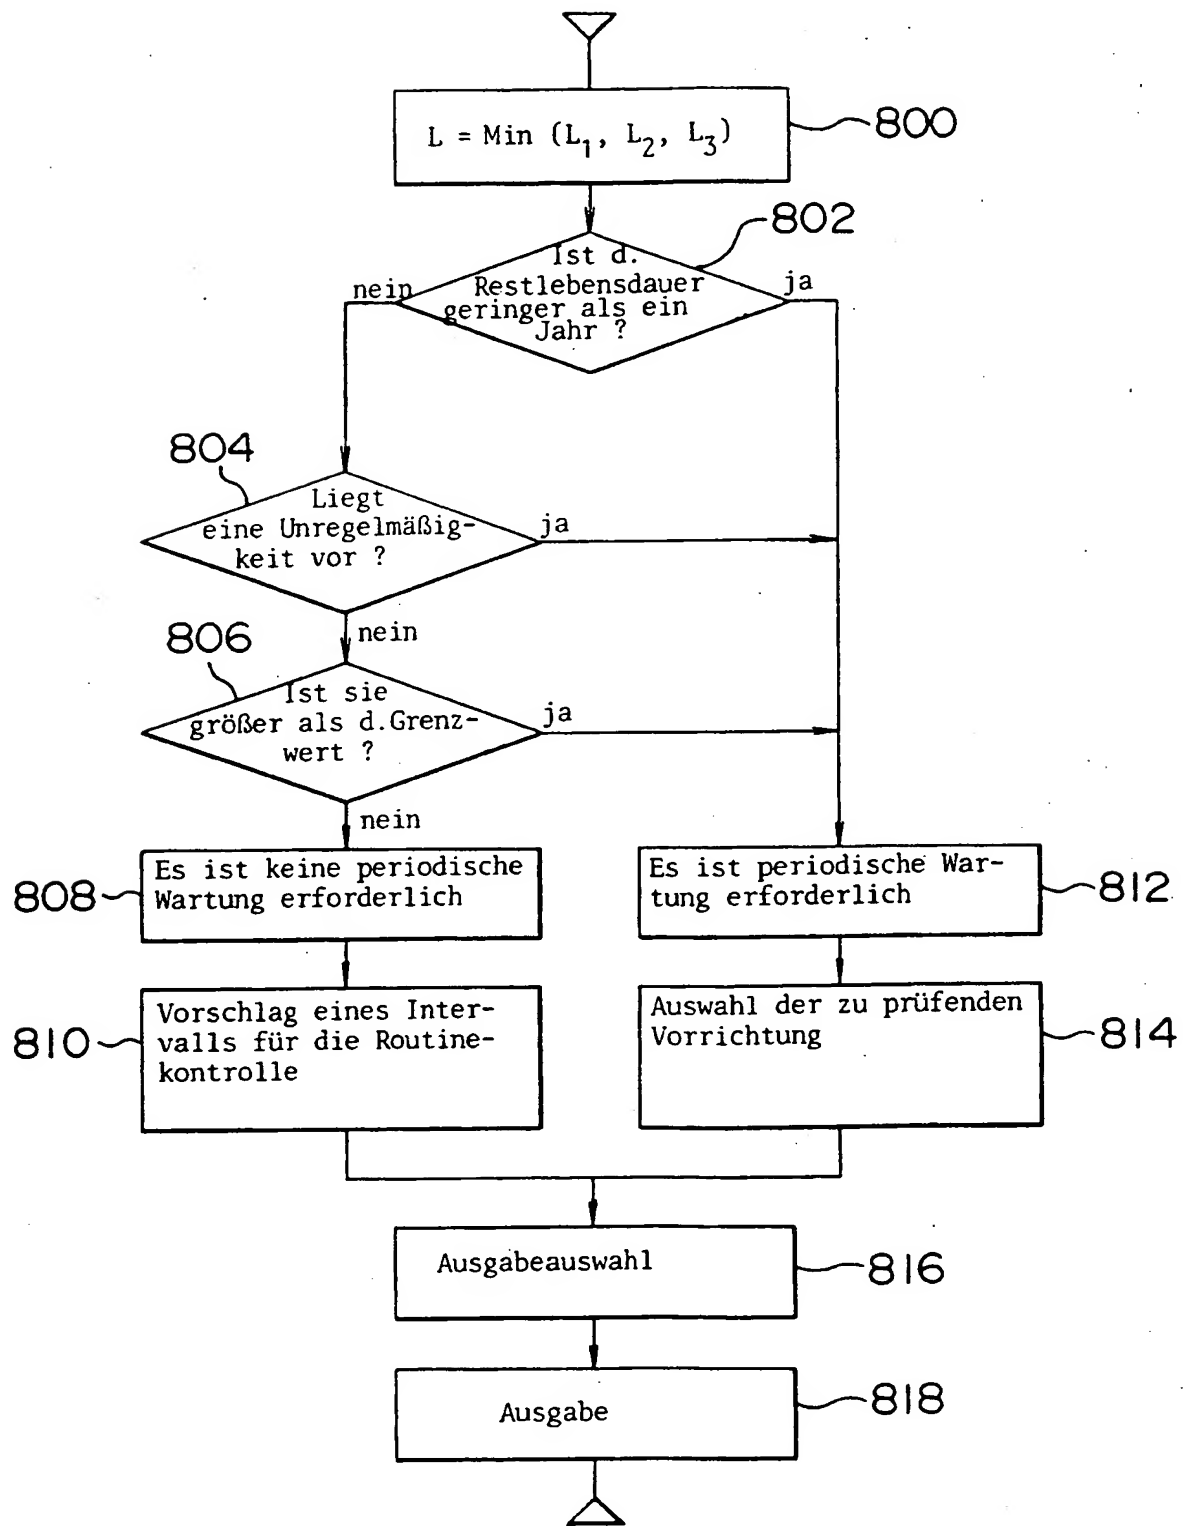 L = Min (L₁, L₂, L₃)
800
802
Ist d.
Restlebensdauer
geringer als ein
Jahr ?
nein
ja
804
Liegt
eine Unregelmäßig-
keit vor ?
ja
nein
806
Ist sie
größer als d.Grenz-
wert ?
ja
nein
808
Es ist keine periodische
Wartung erforderlich
Es ist periodische War-
tung erforderlich
812
810
Vorschlag eines Inter-
valls für die Routine-
kontrolle
Auswahl der zu prüfenden
Vorrichtung
814
Ausgabeauswahl
816
Ausgabe
818